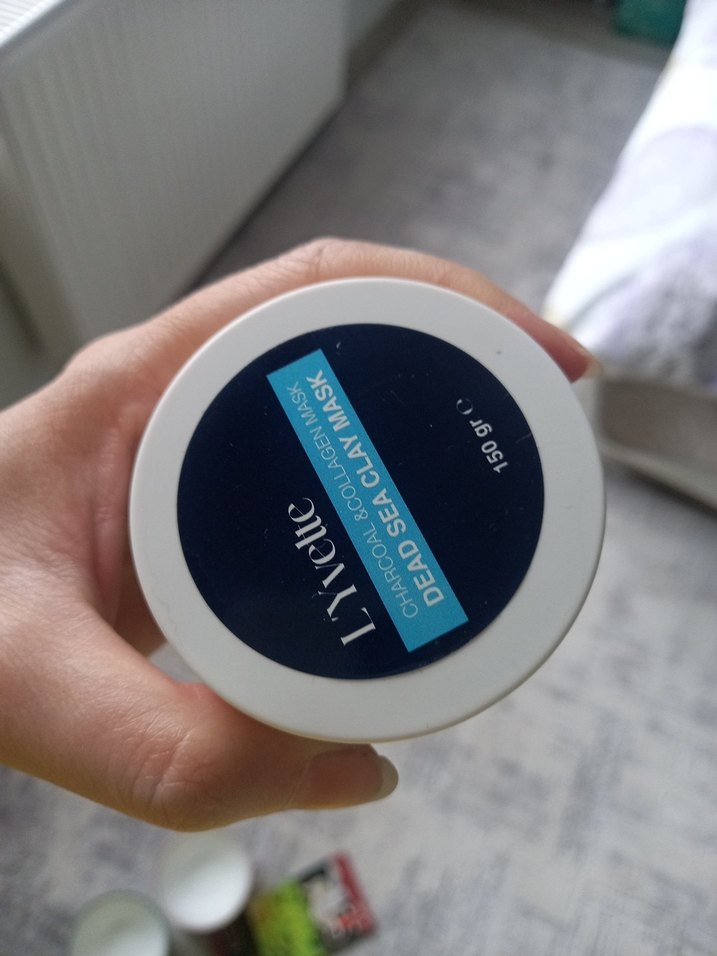 L'Yvette
CHARCOAL &COLLAGEN MASK
DEAD SEA CLAY MASK
150 gr ℮